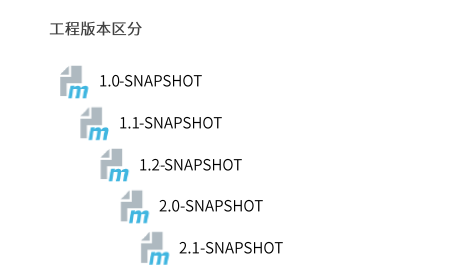 工程版本区分
m 1.0-SNAPSHOT
m 1.1-SNAPSHOT
m 1.2-SNAPSHOT
m 2.0-SNAPSHOT
m 2.1-SNAPSHOT